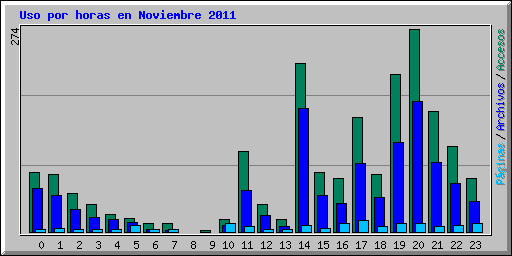 Uso por horas en Noviembre 2011
274
Páginas / Archivos / Accesos
0 1 2 3 4 5 6 7 8 9 10 11 12 13 14 15 16 17 18 19 20 21 22 23